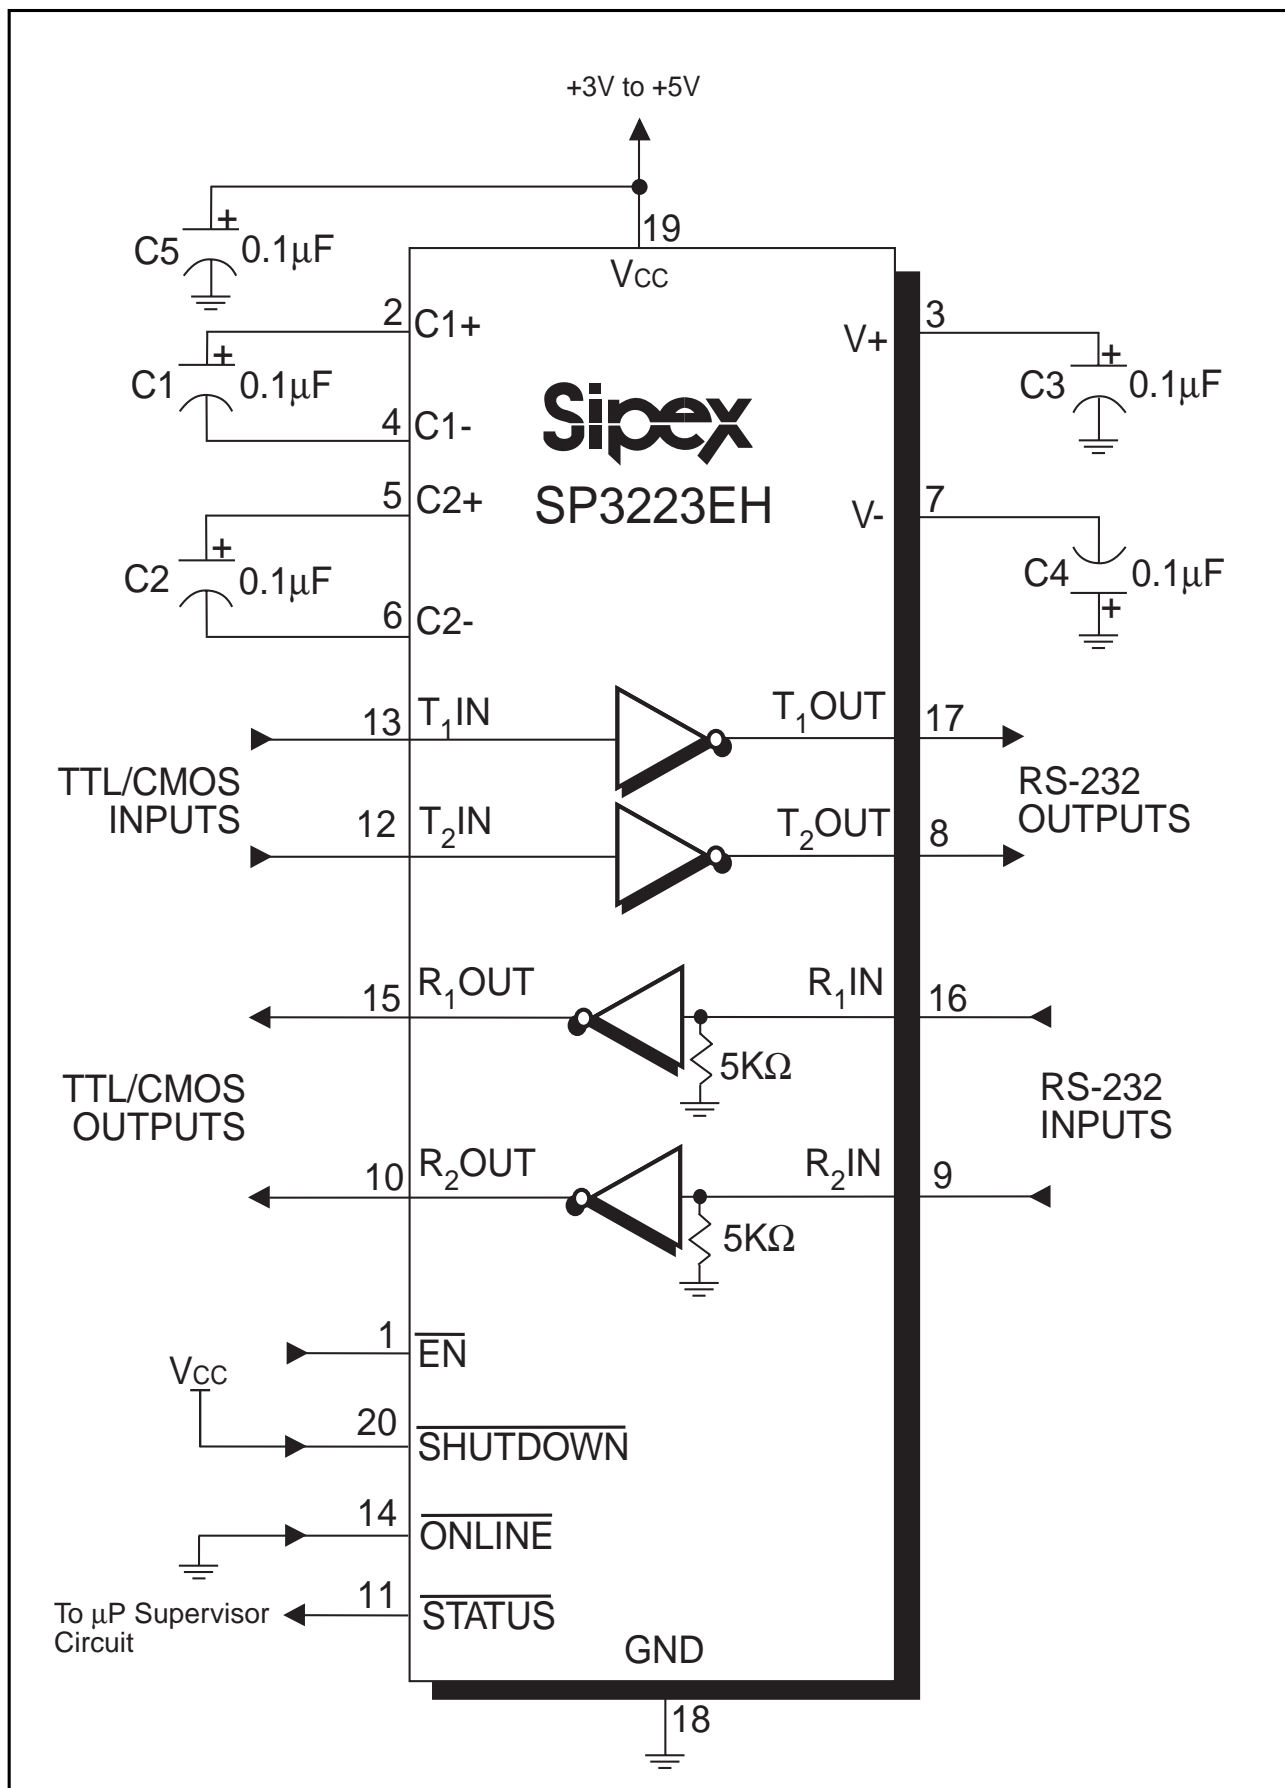 +3V to +5V
19
VCC
+
C5
0.1µF
2
C1+
+
C1
0.1µF
4
C1-
5
C2+
+
C2
0.1µF
6
C2-
Sipex
SP3223EH
3
V+
+
C3
0.1µF
7
V-
C4
0.1µF
+
13
T1IN
T1OUT
17
TTL/CMOS
INPUTS
RS-232
OUTPUTS
12
T2IN
T2OUT
8
15
R1OUT
R1IN
16
5KΩ
TTL/CMOS
OUTPUTS
RS-232
INPUTS
10
R2OUT
R2IN
9
5KΩ
1
EN
VCC
20
SHUTDOWN
14
ONLINE
11
STATUS
To µP Supervisor
Circuit
GND
18